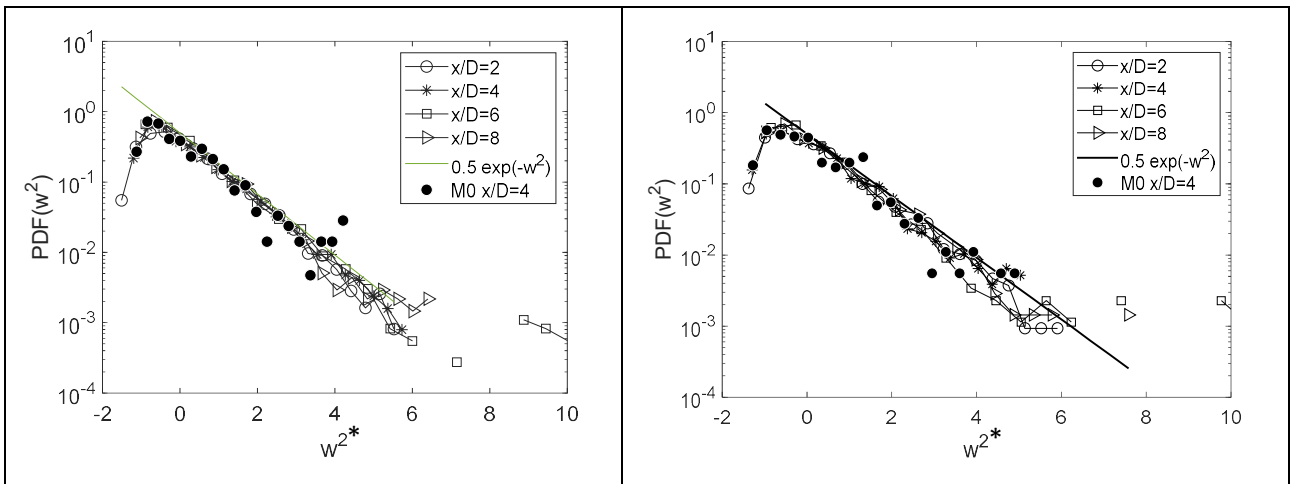 10^1
10^0
10^-1
10^-2
10^-3
10^-4
PDF(w^2)
-2 0 2 4 6 8 10
w^2*
x/D=2
x/D=4
x/D=6
x/D=8
0.5 exp(-w^2)
M0 x/D=4
10^1
10^0
10^-1
10^-2
10^-3
10^-4
PDF(w^2)
-2 0 2 4 6 8 10
w^2*
x/D=2
x/D=4
x/D=6
x/D=8
0.5 exp(-w^2)
M0 x/D=4